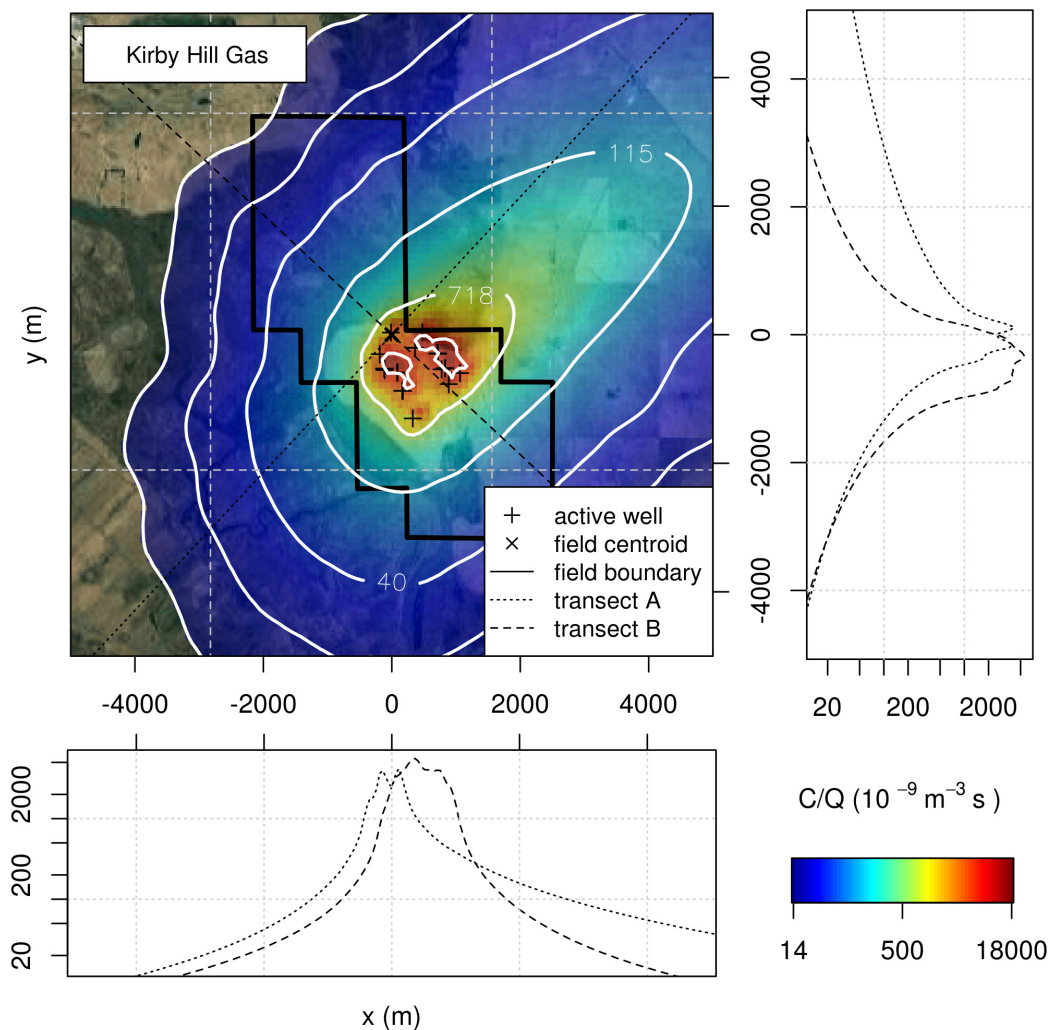 Kirby Hill Gas
115
718
40
y (m)
active well
field centroid
field boundary
transect A
transect B
-4000
-2000
0
2000
4000
4000
2000
0
-2000
-4000
20
200
2000
2000
200
20
x (m)
C/Q (10 ⁻⁹ m⁻³ s )
14
500
18000